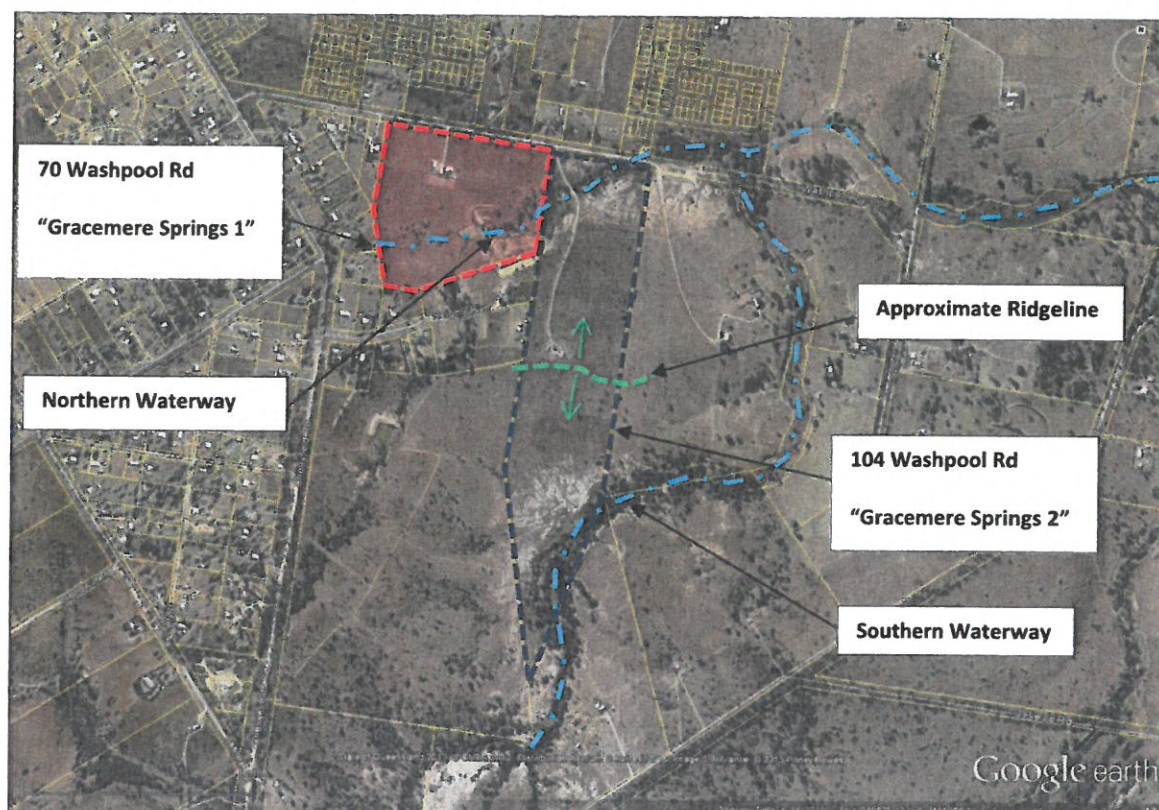 70 Washpool Rd
"Gracemere Springs 1"
Approximate Ridgeline
Northern Waterway
104 Washpool Rd
"Gracemere Springs 2"
Southern Waterway
Google earth